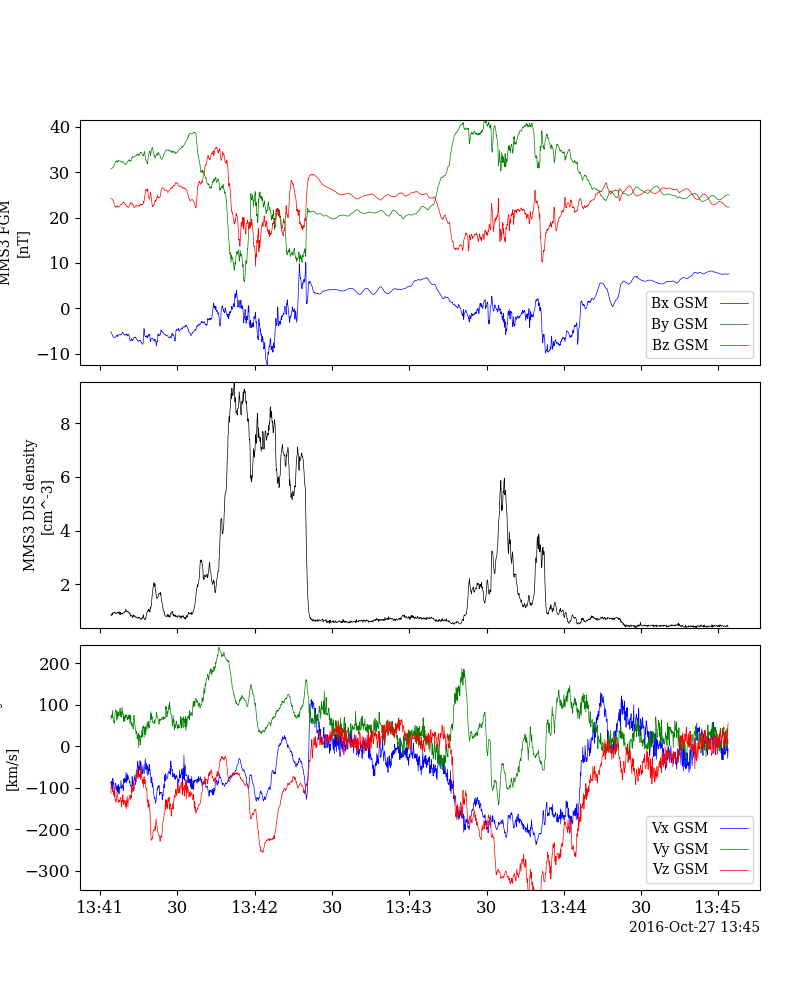 40
30
20
10
0
−10
MMS3 FGM
[nT]
Bx GSM
By GSM
Bz GSM
8
6
4
2
MMS3 DIS density
[cm^-3]
200
100
0
−100
−200
−300
[km/s]
Vx GSM
Vy GSM
Vz GSM
13:41 30 13:42 30 13:43 30 13:44 30 13:45
2016-Oct-27 13:45